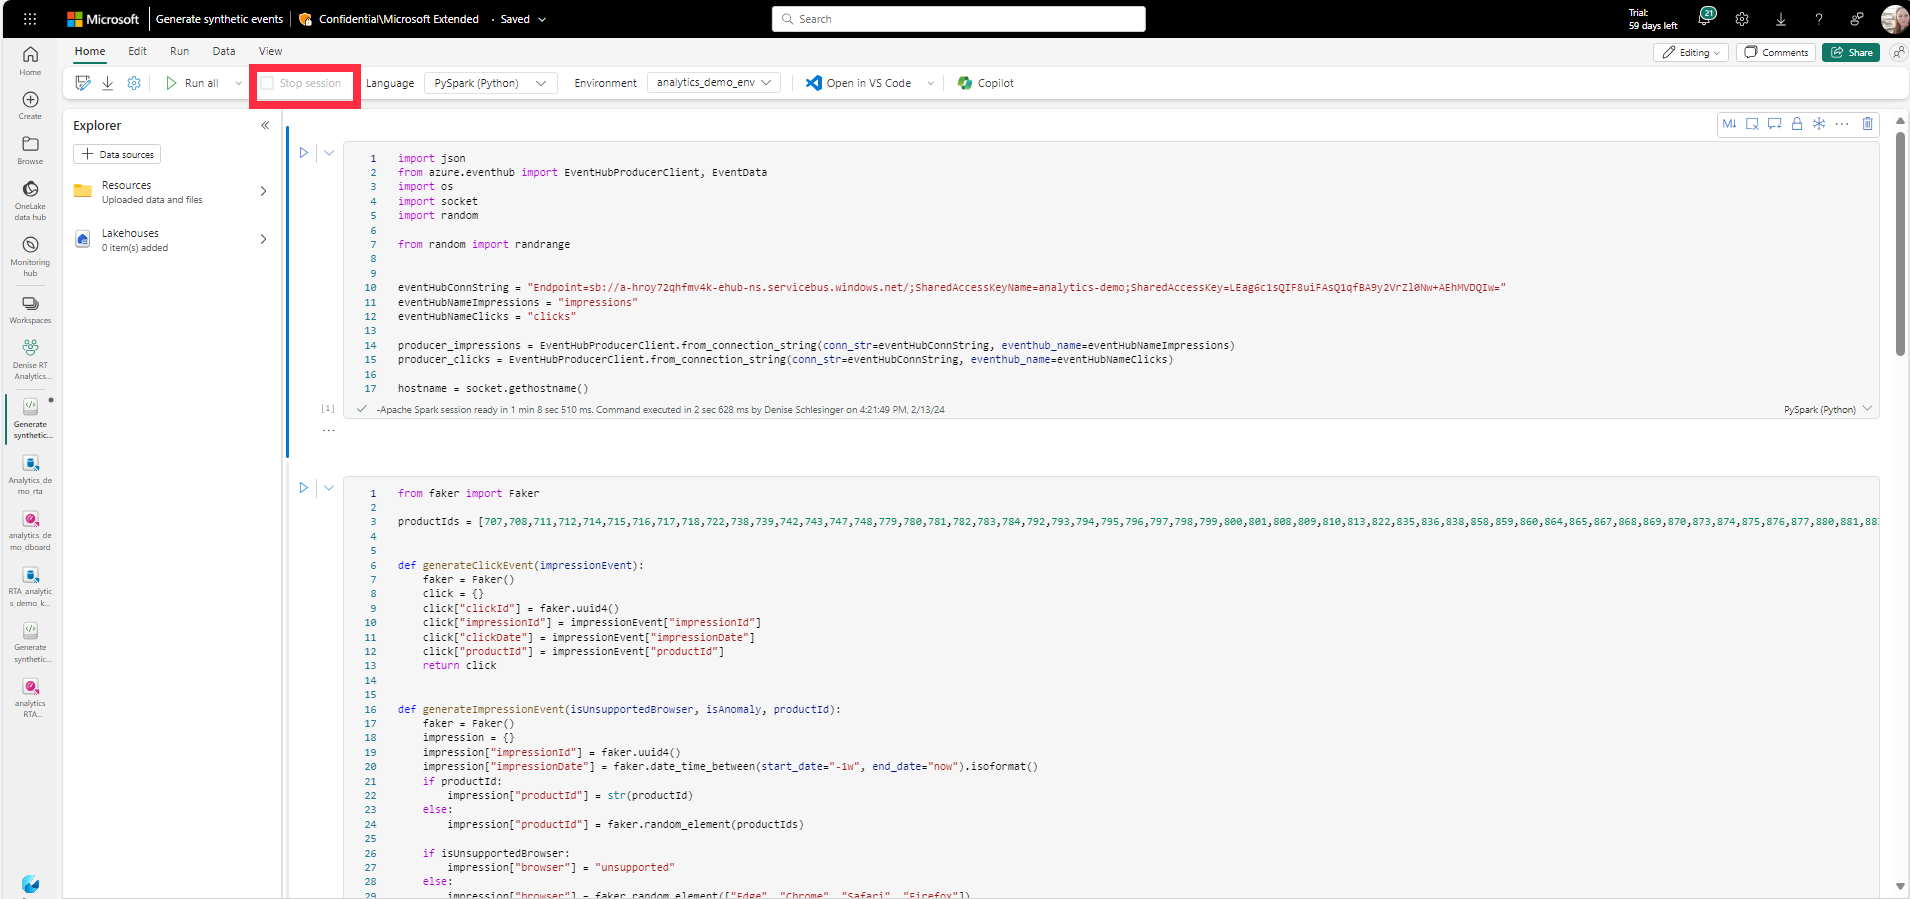 Microsoft Generate synthetic events Confidential\Microsoft Extended · Saved
Search
Trial:
59 days left
21
Home Edit Run Data View
Editing Comments Share
Run all Stop session Language PySpark (Python) Environment analytics_demo_env Open in VS Code Copilot
Home
Create
Browse
OneLake
data hub
Monitoring
hub
Workspaces
Denise RT
Analytics...
Generate
synthetic...
Analytics_de
mo_rta
analytics_de
mo_dboard
RTA_analytic
s_demo_k...
Generate
synthetic...
analytics
RTA...
Explorer
Data sources
Resources
Uploaded data and files
Lakehouses
0 item(s) added
M↓
1 import json
2 from azure.eventhub import EventHubProducerClient, EventData
3 import os
4 import socket
5 import random
6
7 from random import randrange
8
9
10 eventHubConnString = "Endpoint=sb://a-hroy72qhfmv4k-ehub-ns.servicebus.windows.net/;SharedAccessKeyName=analytics-demo;SharedAccessKey=LEag6c1sQIF8uiFAsQ1qfBA9y2VrZl0Nw+AEhMVDQIw="
11 eventHubNameImpressions = "impressions"
12 eventHubNameClicks = "clicks"
13
14 producer_impressions = EventHubProducerClient.from_connection_string(conn_str=eventHubConnString, eventhub_name=eventHubNameImpressions)
15 producer_clicks = EventHubProducerClient.from_connection_string(conn_str=eventHubConnString, eventhub_name=eventHubNameClicks)
16
17 hostname = socket.gethostname()
[1] -Apache Spark session ready in 1 min 8 sec 510 ms. Command executed in 2 sec 628 ms by Denise Schlesinger on 4:21:49 PM, 2/13/24 PySpark (Python)
...
1 from faker import Faker
2
3 productIds = [707,708,711,712,714,715,716,717,718,722,738,739,742,743,747,748,779,780,781,782,783,784,792,793,794,795,796,797,798,799,800,801,808,809,810,813,822,835,836,838,858,859,860,864,865,867,868,869,870,873,874,875,876,877,880,881,883
4
5
6 def generateClickEvent(impressionEvent):
7 faker = Faker()
8 click = {}
9 click["clickId"] = faker.uuid4()
10 click["impressionId"] = impressionEvent["impressionId"]
11 click["clickDate"] = impressionEvent["impressionDate"]
12 click["productId"] = impressionEvent["productId"]
13 return click
14
15
16 def generateImpressionEvent(isUnsupportedBrowser, isAnomaly, productId):
17 faker = Faker()
18 impression = {}
19 impression["impressionId"] = faker.uuid4()
20 impression["impressionDate"] = faker.date_time_between(start_date="-1w", end_date="now").isoformat()
21 if productId:
22 impression["productId"] = str(productId)
23 else:
24 impression["productId"] = faker.random_element(productIds)
25
26 if isUnsupportedBrowser:
27 impression["browser"] = "unsupported"
28 else:
29 impression["browser"] = faker.random_element(["Edge", "Chrome", "Safari", "Firefox"])